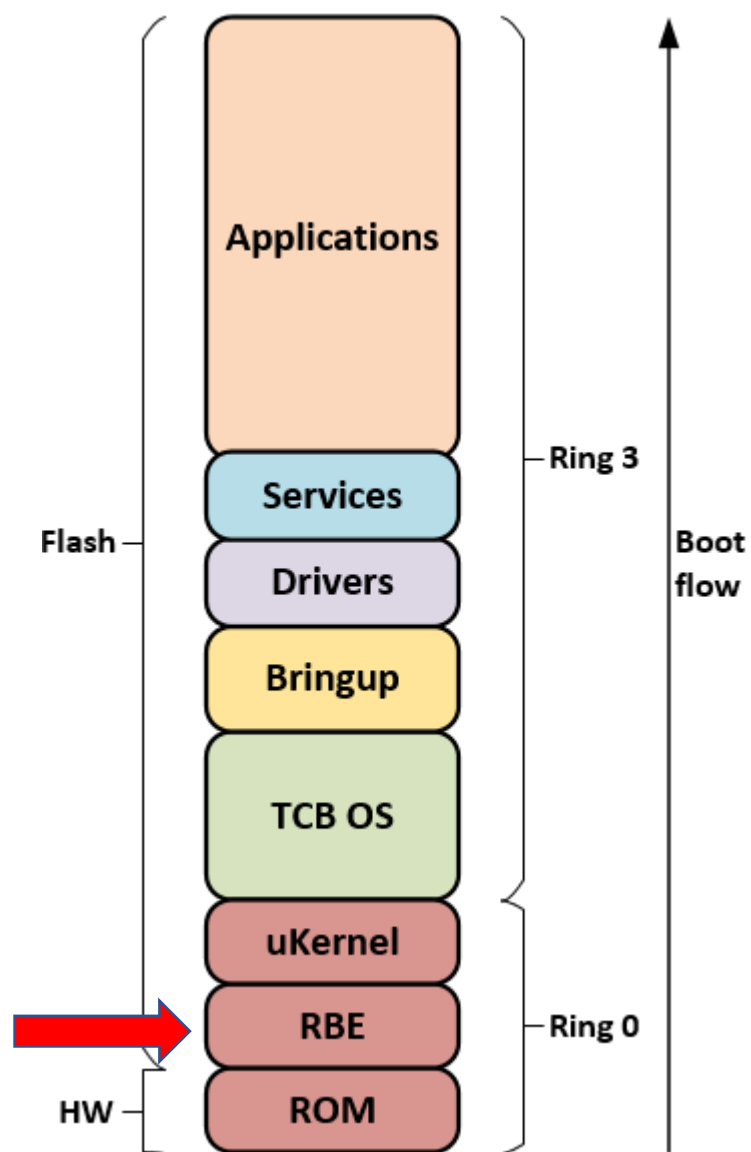 Applications
Ring 3
Services
Flash
Boot
flow
Drivers
Bringup
TCB OS
uKernel
RBE
Ring 0
HW
ROM